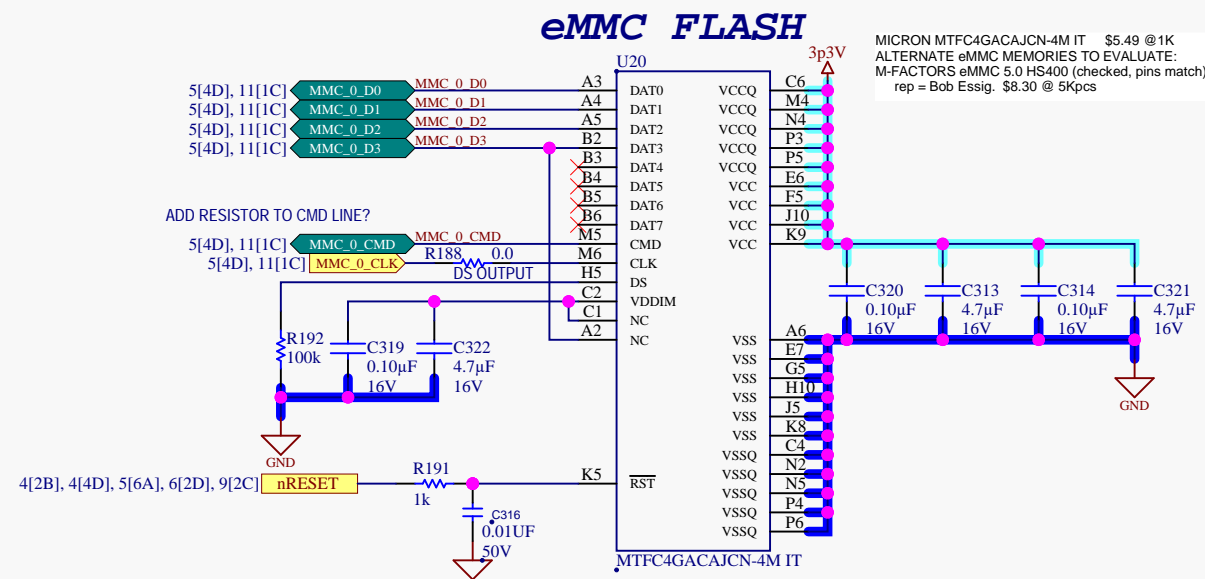 eMMC FLASH
MICRON MTFC4GACAJCN-4M IT $5.49 @1K
ALTERNATE eMMC MEMORIES TO EVALUATE:
M-FACTORS eMMC 5.0 HS400 (checked, pins match)
rep = Bob Essig. $8.30 @ 5Kpcs
3p3V
U20
5[4D], 11[1C] MMC_0_D0 MMC_0_D0 A3 DAT0 VCCQ C6
5[4D], 11[1C] MMC_0_D1 MMC_0_D1 A4 DAT1 VCCQ M4
5[4D], 11[1C] MMC_0_D2 MMC_0_D2 A5 DAT2 VCCQ N4
5[4D], 11[1C] MMC_0_D3 MMC_0_D3 B2 DAT3 VCCQ P3
B3 DAT4 VCCQ P5
B4 DAT5 VCC E6
B5 DAT6 VCC F5
B6 DAT7 VCC J10
ADD RESISTOR TO CMD LINE?
5[4D], 11[1C] MMC_0_CMD MMC_0_CMD M5 CMD VCC K9
5[4D], 11[1C] MMC_0_CLK R188 0.0 M6 CLK
DS OUTPUT H5 DS
C2 VDDIM
C1 NC
A2 NC VSS A6
R192
100k
C319
0.10µF
16V
C322
4.7µF
16V
GND
C320
0.10µF
16V
C313
4.7µF
16V
C314
0.10µF
16V
C321
4.7µF
16V
GND
VSS E7
VSS G5
VSS H10
VSS J5
VSS K8
VSSQ C4
VSSQ N2
VSSQ N5
VSSQ P4
VSSQ P6
4[2B], 4[4D], 5[6A], 6[2D], 9[2C] nRESET R191 K5 RST
1k
C316
0.01UF
50V
MTFC4GACAJCN-4M IT